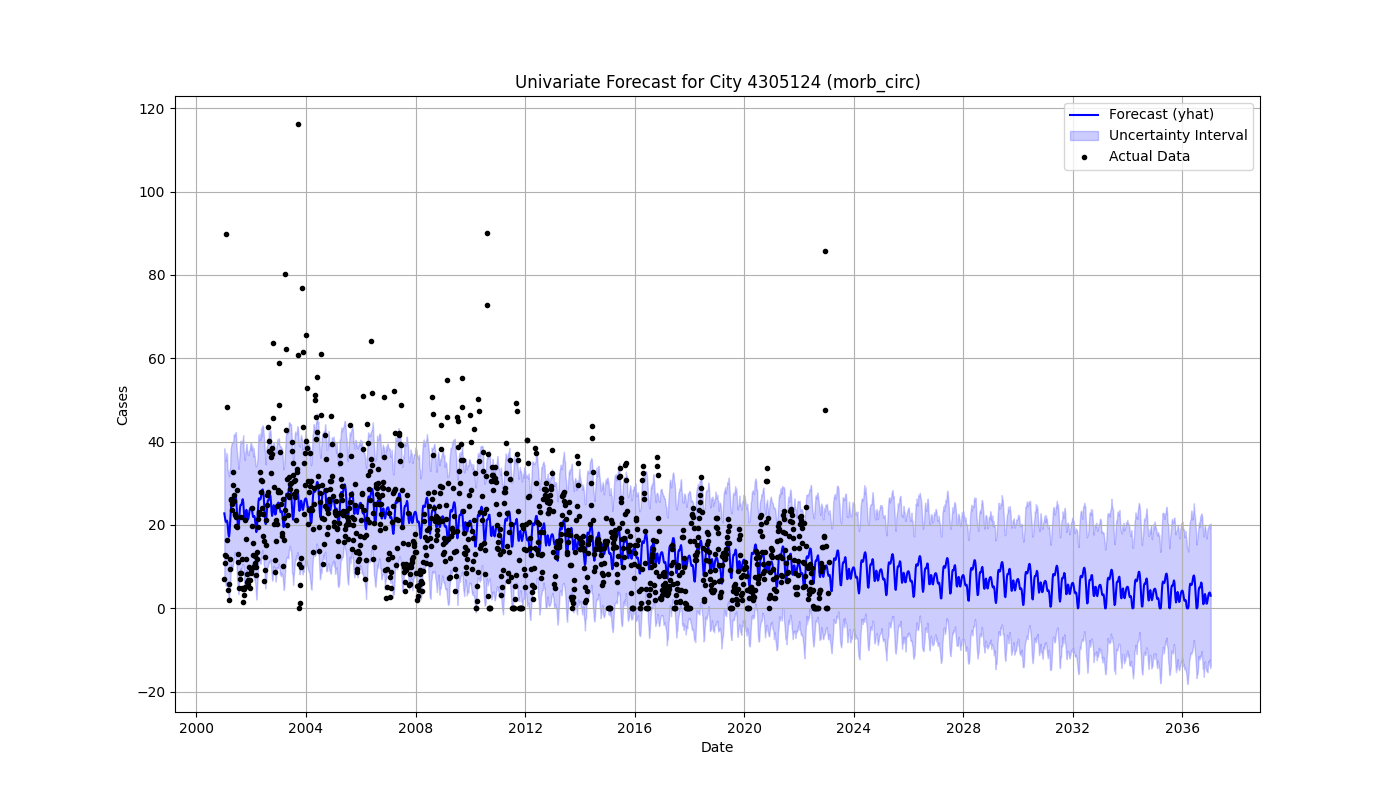 Univariate Forecast for City 4305124 (morb_circ)
Forecast (yhat)
Uncertainty Interval
Actual Data
120
100
80
60
40
20
0
−20
Cases
2000 2004 2008 2012 2016 2020 2024 2028 2032 2036
Date